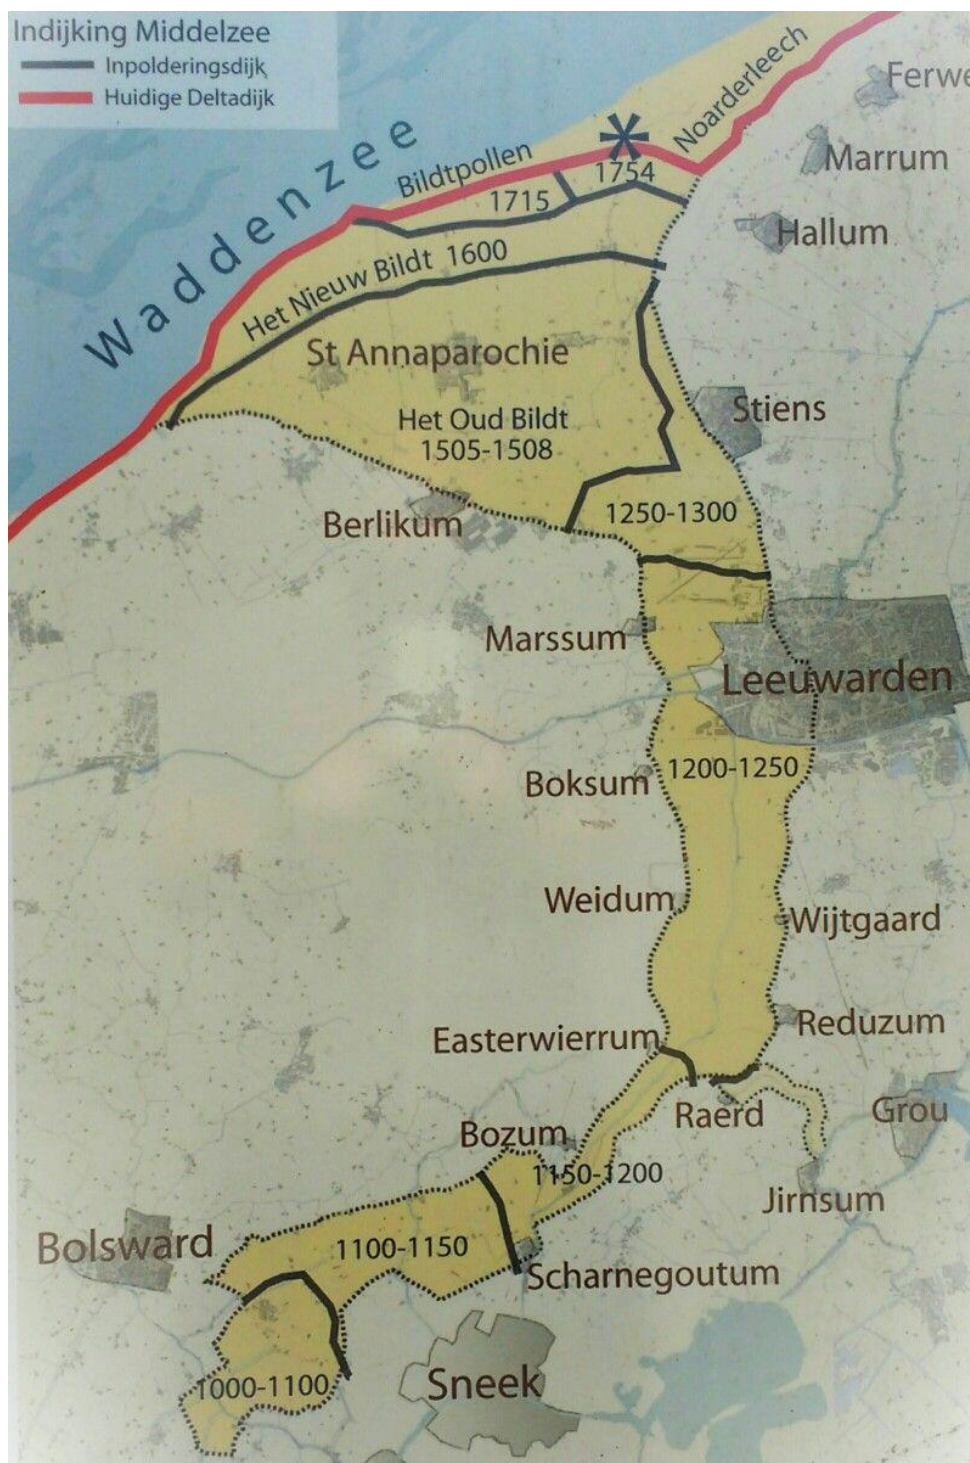 Indijking Middelzee
Inpolderingsdijk
Huidige Deltadijk
Waddenzee
Bildtpollen
Noarderleech
Marrum
1754
1715
Hallum
Het Nieuw Bildt 1600
St Annaparochie
Stiens
Het Oud Bildt
1505-1508
1250-1300
Berlikum
Marssum
Leeuwarden
1200-1250
Boksum
Weidum
Wijtgaard
Reduzum
Easterwierrum
Raerd
Grou
Bozum
1150-1200
Jirnsum
Bolsward
1100-1150
Scharnegoutum
Sneek
1000-1100